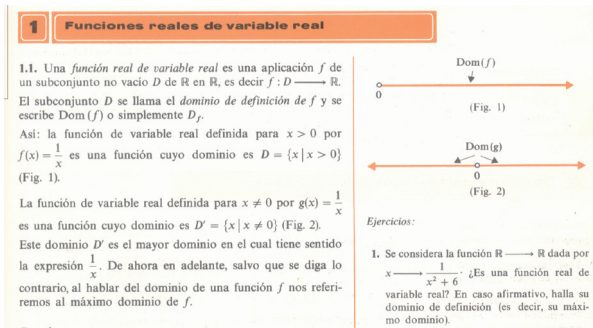 1 Funciones reales de variable real
1.1. Una función real de variable real es una aplicación f de
un subconjunto no vacio D de ℝ en ℝ, es decir f : D ⟶ ℝ.
El subconjunto D se llama el dominio de definición de f y se
escribe Dom (f) o simplemente D_f.
Asi: la función de variable real definida para x > 0 por
f(x) = 1/x es una función cuyo dominio es D = {x | x > 0}
(Fig. 1).
La función de variable real definida para x ≠ 0 por g(x) = 1/x
es una función cuyo dominio es D′ = {x | x ≠ 0} (Fig. 2).
Este dominio D′ es el mayor dominio en el cual tiene sentido
la expresión 1/x. De ahora en adelante, salvo que se diga lo
contrario, al hablar del dominio de una función f nos referi-
remos al máximo dominio de f.
Dom(f)
0
(Fig. 1)
Dom(g)
0
(Fig. 2)
Ejercicios:
1. Se considera la función ℝ ⟶ ℝ dada por
x ⟶ 1/(x² + 6). ¿Es una función real de
variable real? En caso afirmativo, halla su
dominio de definición (es decir, su máxi-
mo dominio).